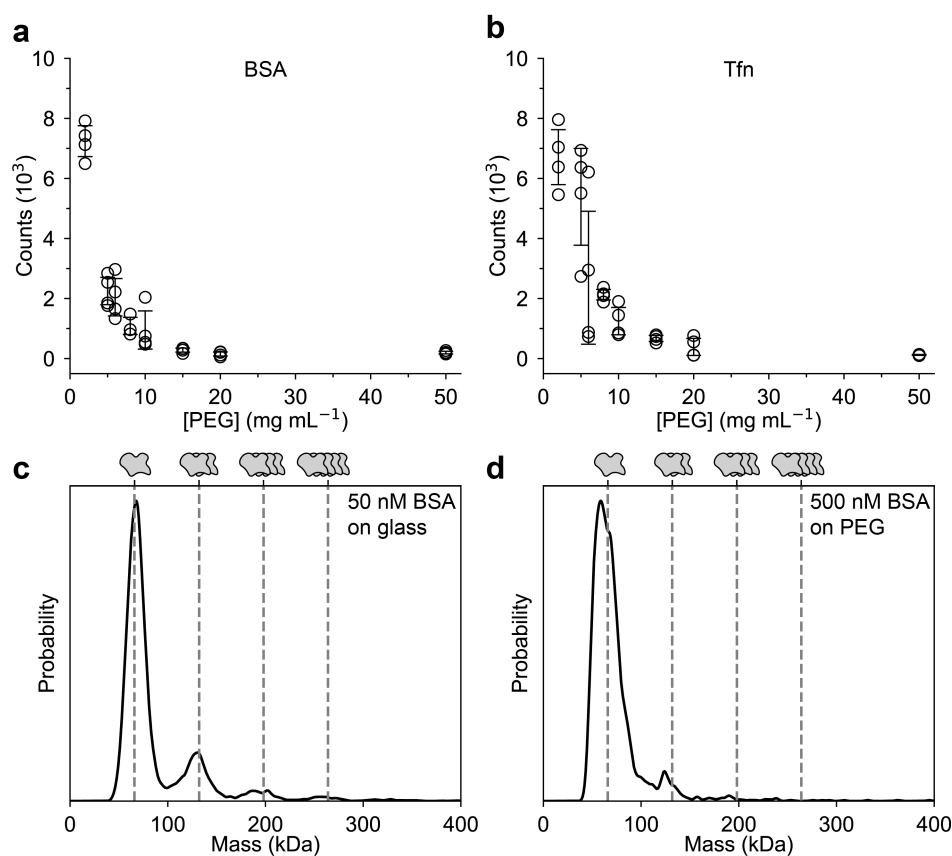 a
BSA
10
8
6
4
2
0
Counts (10³)
0 10 20 30 40 50
[PEG] (mg mL⁻¹)
b
Tfn
10
8
6
4
2
0
Counts (10³)
0 10 20 30 40 50
[PEG] (mg mL⁻¹)
c
50 nM BSA
on glass
Probability
0 100 200 300 400
Mass (kDa)
d
500 nM BSA
on PEG
Probability
0 100 200 300 400
Mass (kDa)